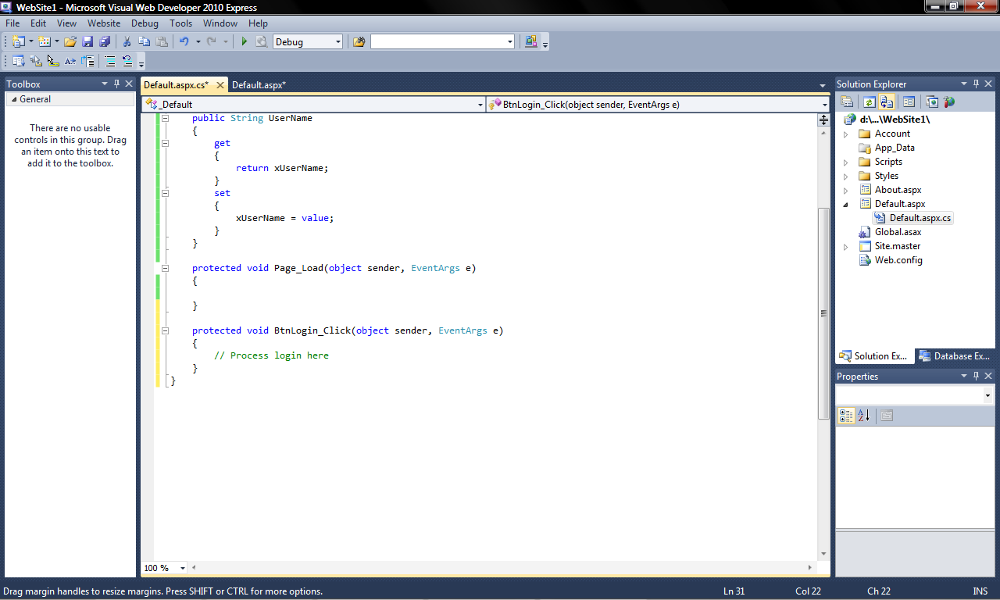 WebSite1 - Microsoft Visual Web Developer 2010 Express
File Edit View Website Debug Tools Window Help
Debug
Toolbox
General
There are no usable
controls in this group. Drag
an item onto this text to
add it to the toolbox.
Default.aspx.cs* Default.aspx*
_Default BtnLogin_Click(object sender, EventArgs e)
public String UserName
{
get
{
return xUserName;
}
set
{
xUserName = value;
}
}
protected void Page_Load(object sender, EventArgs e)
{
}
protected void BtnLogin_Click(object sender, EventArgs e)
{
// Process login here
}
}
100 %
Solution Explorer
d:\...\WebSite1\
Account
App_Data
Scripts
Styles
About.aspx
Default.aspx
Default.aspx.cs
Global.asax
Site.master
Web.config
Solution Ex... Database Ex...
Properties
Drag margin handles to resize margins. Press SHIFT or CTRL for more options. Ln 31 Col 22 Ch 22 INS